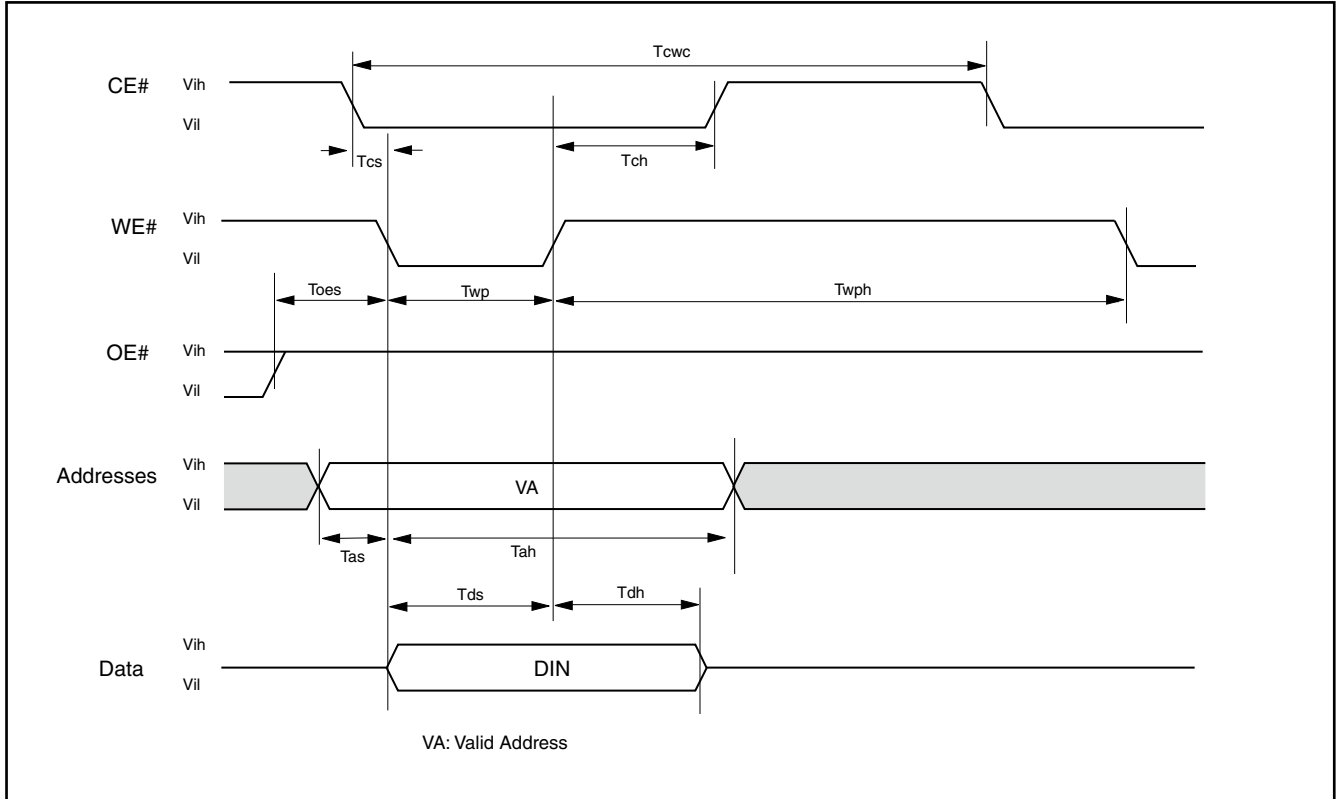 Tcwc
CE#
Vih
Vil
Tcs
Tch
WE#
Vih
Vil
Toes
Twp
Twph
OE#
Vih
Vil
Addresses
Vih
Vil
VA
Tas
Tah
Tds
Tdh
Data
Vih
Vil
DIN
VA: Valid Address